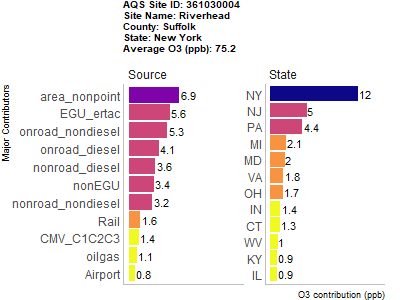 AQS Site ID: 361030004
Site Name: Riverhead
County: Suffolk
State: New York
Average O3 (ppb): 75.2
Major Contributors
Source
area_nonpoint 6.9
EGU_ertac 5.6
onroad_nondiesel 5.3
onroad_diesel 4.1
nonroad_diesel 3.6
nonEGU 3.4
nonroad_nondiesel 3.2
Rail 1.6
CMV_C1C2C3 1.4
oilgas 1.1
Airport 0.8
State
NY 12
NJ 5
PA 4.4
MI 2.1
MD 2
VA 1.8
OH 1.7
IN 1.4
CT 1.3
WV 1
KY 0.9
IL 0.9
O3 contribution (ppb)